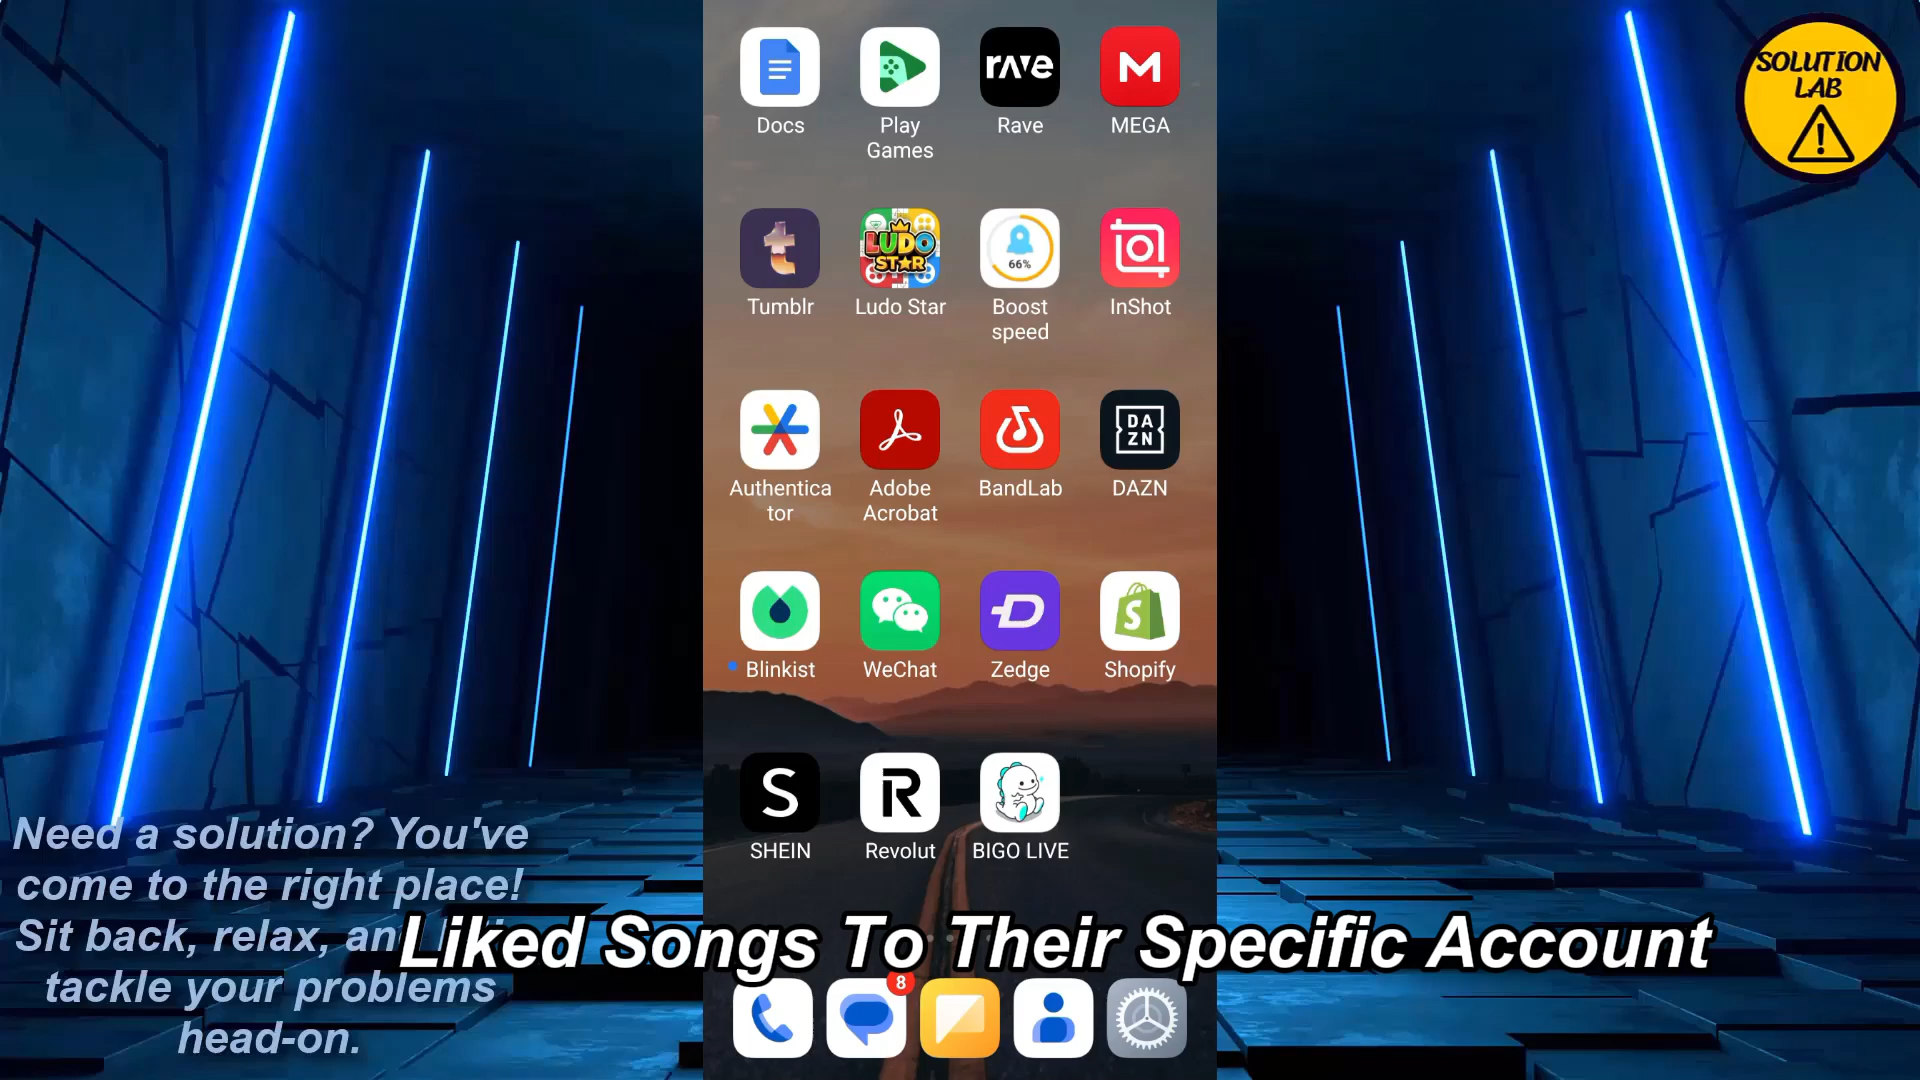 SOLUTION
LAB
rave
Docs
Play
Games
Rave
MEGA
LUDO
STAR
66%
Tumblr
Ludo Star
Boost
speed
InShot
DA
ZN
Authentica
tor
Adobe
Acrobat
BandLab
DAZN
Blinkist
WeChat
Zedge
Shopify
SHEIN
Revolut
BIGO LIVE
Need a solution? You've
come to the right place!
Sit back, relax, an
tackle your problems
head-on.
Liked Songs To Their Specific Account
8